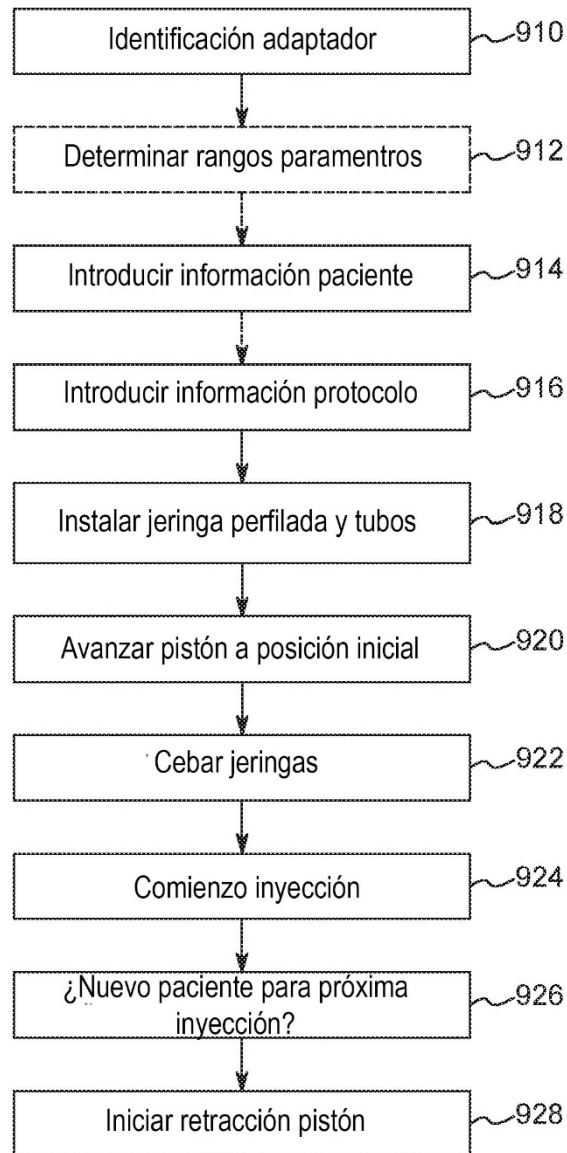 Identificación adaptador 910
Determinar rangos paramentros 912
Introducir información paciente 914
Introducir información protocolo 916
Instalar jeringa perfilada y tubos 918
Avanzar pistón a posición inicial 920
Cebar jeringas 922
Comienzo inyección 924
¿Nuevo paciente para próxima
inyección? 926
Iniciar retracción pistón 928